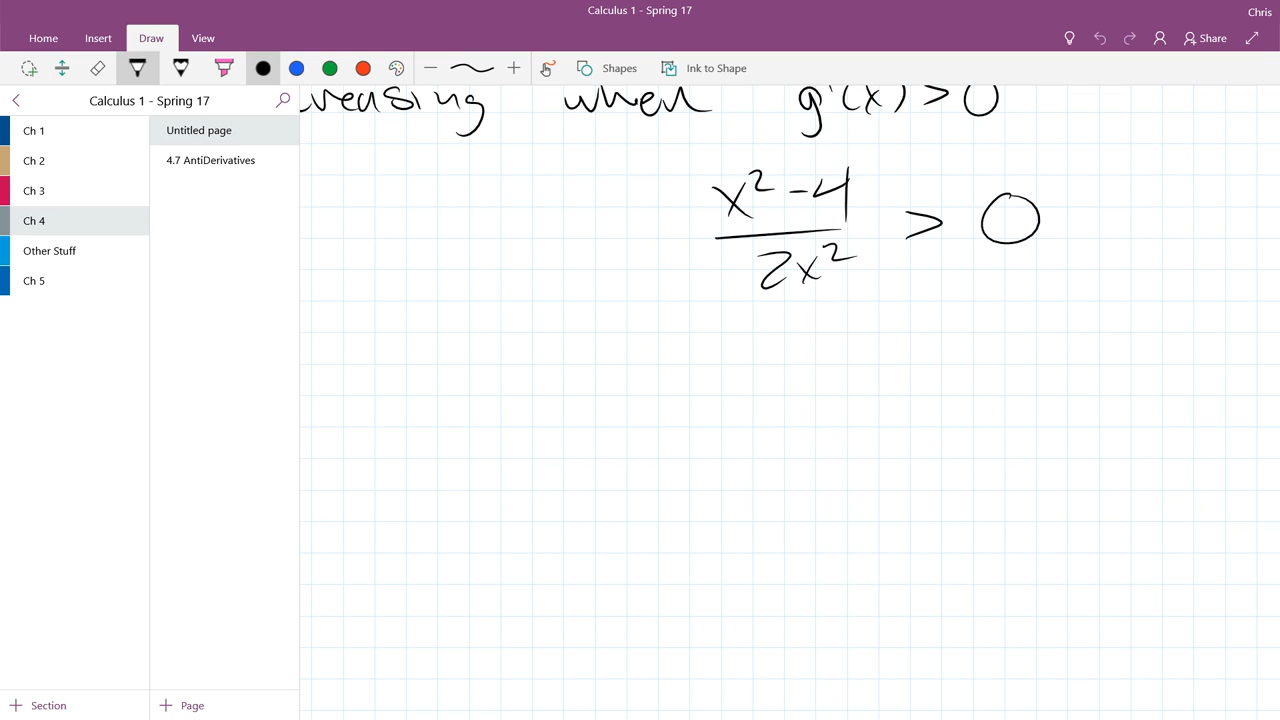 Calculus 1 - Spring 17
Chris
Home Insert Draw View
Share
Shapes
Ink to Shape
Calculus 1 - Spring 17
Ch 1
Ch 2
Ch 3
Ch 4
Other Stuff
Ch 5
Untitled page
4.7 AntiDerivatives
when g'(x) > 0
x² - 4
> 0
2x²
+ Section
+ Page